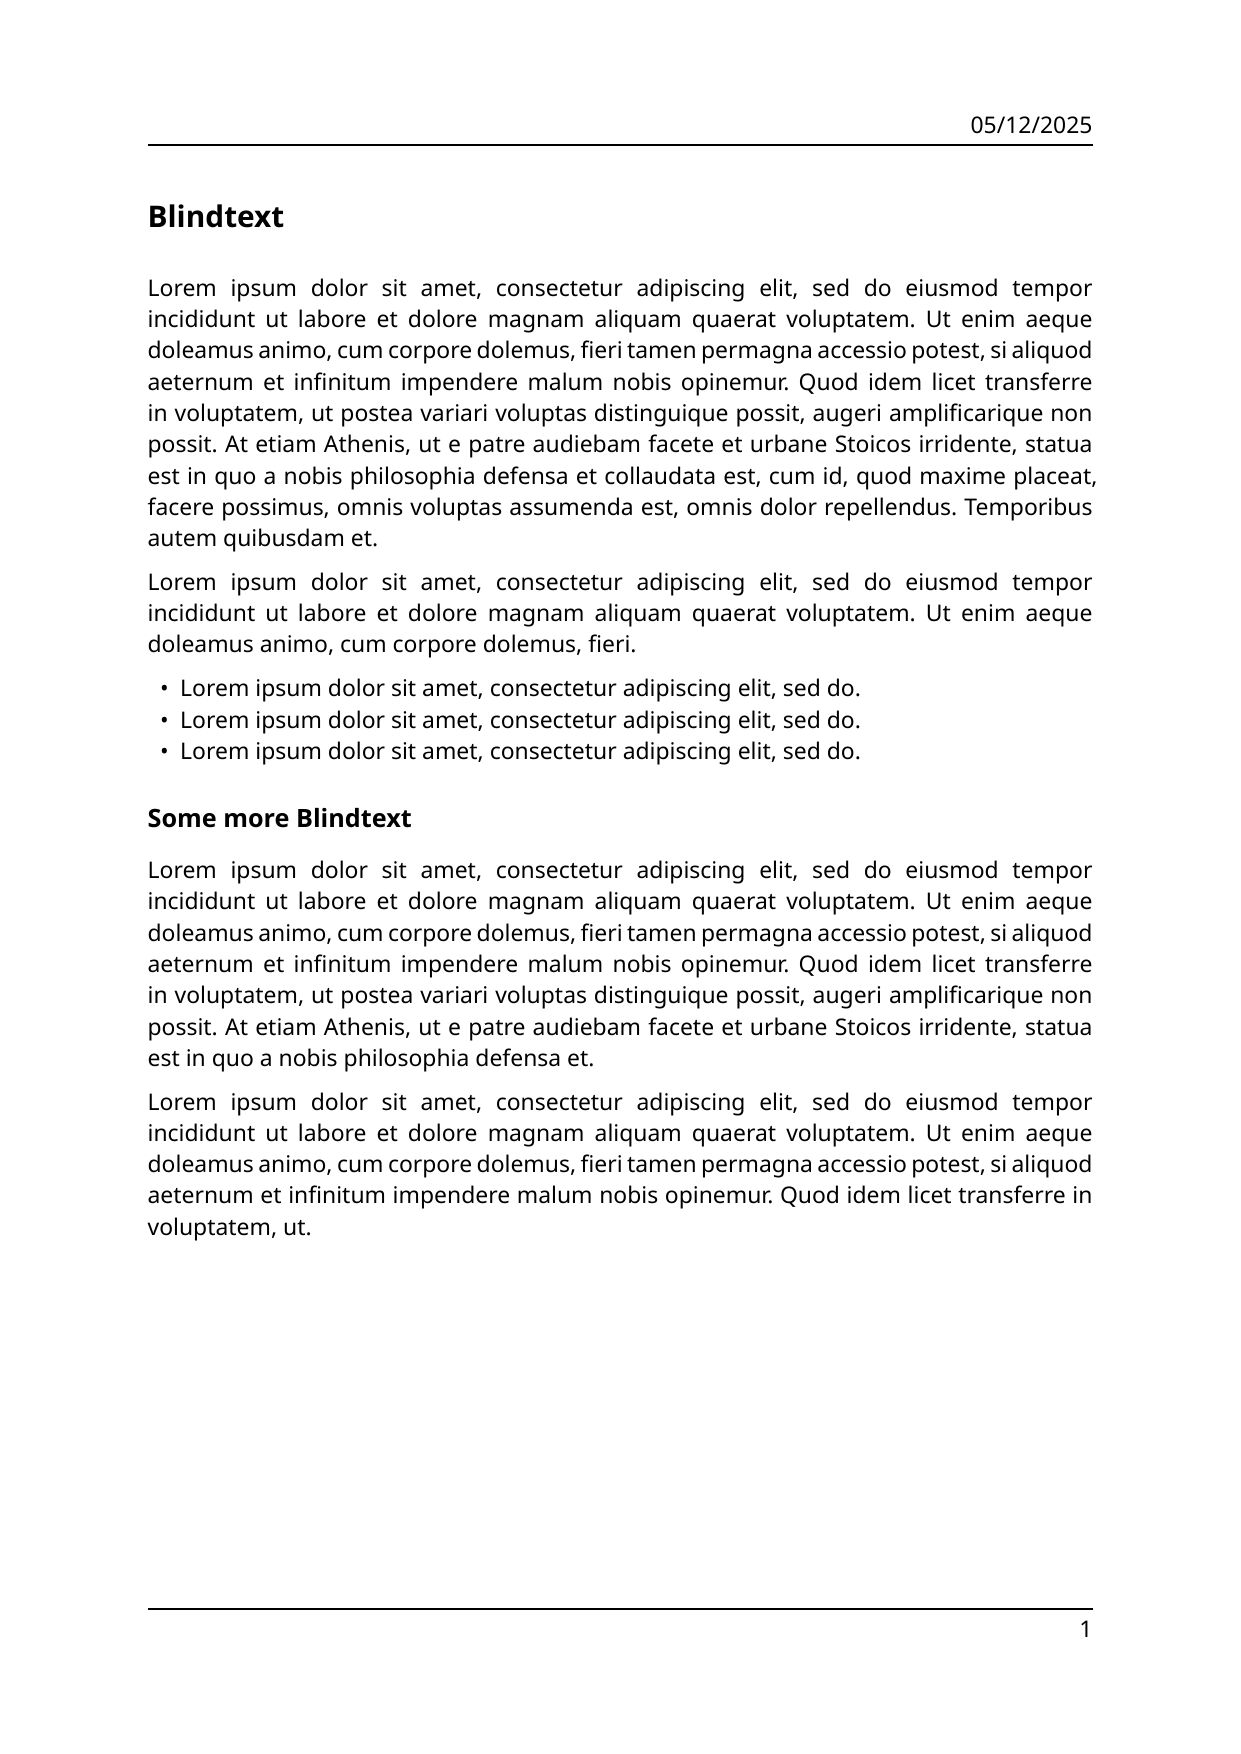 05/12/2025
Blindtext
Lorem ipsum dolor sit amet, consectetur adipiscing elit, sed do eiusmod tempor
incididunt ut labore et dolore magnam aliquam quaerat voluptatem. Ut enim aeque
doleamus animo, cum corpore dolemus, fieri tamen permagna accessio potest, si aliquod
aeternum et infinitum impendere malum nobis opinemur. Quod idem licet transferre
in voluptatem, ut postea variari voluptas distinguique possit, augeri amplificarique non
possit. At etiam Athenis, ut e patre audiebam facete et urbane Stoicos irridente, statua
est in quo a nobis philosophia defensa et collaudata est, cum id, quod maxime placeat,
facere possimus, omnis voluptas assumenda est, omnis dolor repellendus. Temporibus
autem quibusdam et.
Lorem ipsum dolor sit amet, consectetur adipiscing elit, sed do eiusmod tempor
incididunt ut labore et dolore magnam aliquam quaerat voluptatem. Ut enim aeque
doleamus animo, cum corpore dolemus, fieri.
• Lorem ipsum dolor sit amet, consectetur adipiscing elit, sed do.
• Lorem ipsum dolor sit amet, consectetur adipiscing elit, sed do.
• Lorem ipsum dolor sit amet, consectetur adipiscing elit, sed do.
Some more Blindtext
Lorem ipsum dolor sit amet, consectetur adipiscing elit, sed do eiusmod tempor
incididunt ut labore et dolore magnam aliquam quaerat voluptatem. Ut enim aeque
doleamus animo, cum corpore dolemus, fieri tamen permagna accessio potest, si aliquod
aeternum et infinitum impendere malum nobis opinemur. Quod idem licet transferre
in voluptatem, ut postea variari voluptas distinguique possit, augeri amplificarique non
possit. At etiam Athenis, ut e patre audiebam facete et urbane Stoicos irridente, statua
est in quo a nobis philosophia defensa et.
Lorem ipsum dolor sit amet, consectetur adipiscing elit, sed do eiusmod tempor
incididunt ut labore et dolore magnam aliquam quaerat voluptatem. Ut enim aeque
doleamus animo, cum corpore dolemus, fieri tamen permagna accessio potest, si aliquod
aeternum et infinitum impendere malum nobis opinemur. Quod idem licet transferre in
voluptatem, ut.
1